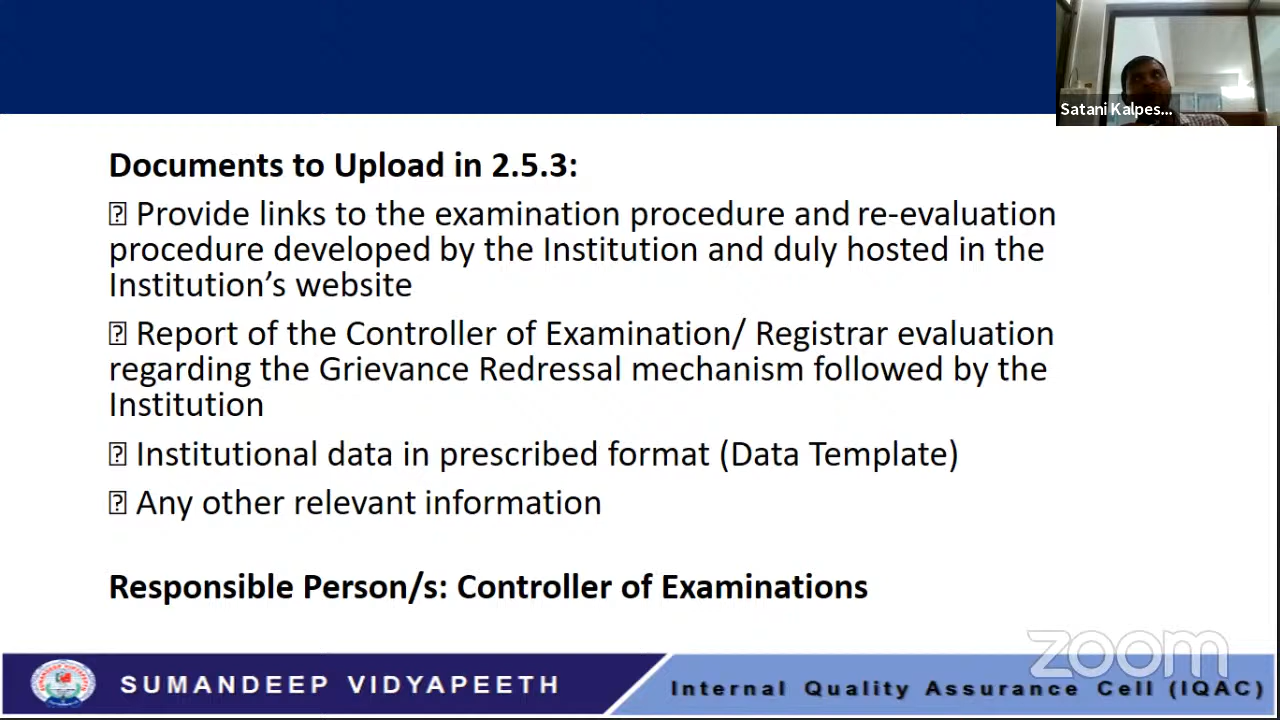 Satani Kalpes...
Documents to Upload in 2.5.3:
⍰ Provide links to the examination procedure and re-evaluation
procedure developed by the Institution and duly hosted in the
Institution’s website
⍰ Report of the Controller of Examination/ Registrar evaluation
regarding the Grievance Redressal mechanism followed by the
Institution
⍰ Institutional data in prescribed format (Data Template)
⍰ Any other relevant information
Responsible Person/s: Controller of Examinations
zoom
SUMANDEEP VIDYAPEETH
Internal Quality Assurance Cell (IQAC)